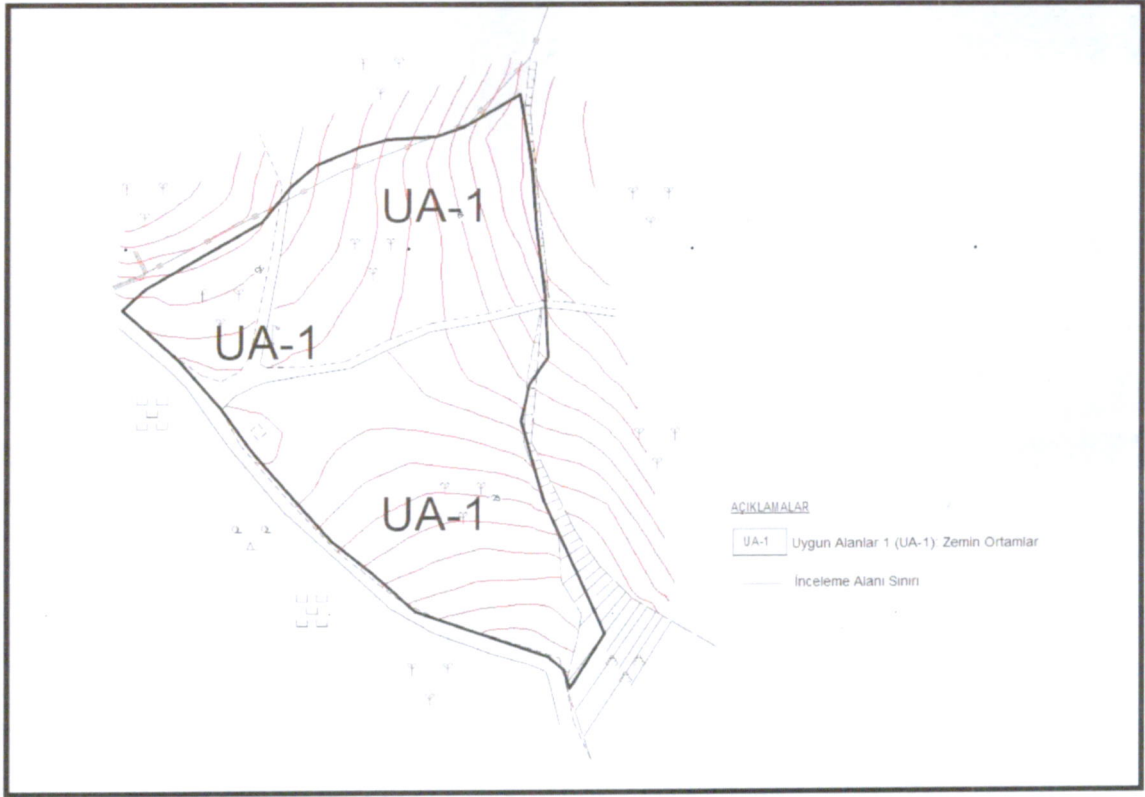 UA-1
UA-1
UA-1
AÇIKLAMALAR
UA-1 Uygun Alanlar 1 (UA-1): Zemin Ortamlar
İnceleme Alanı Sınırı